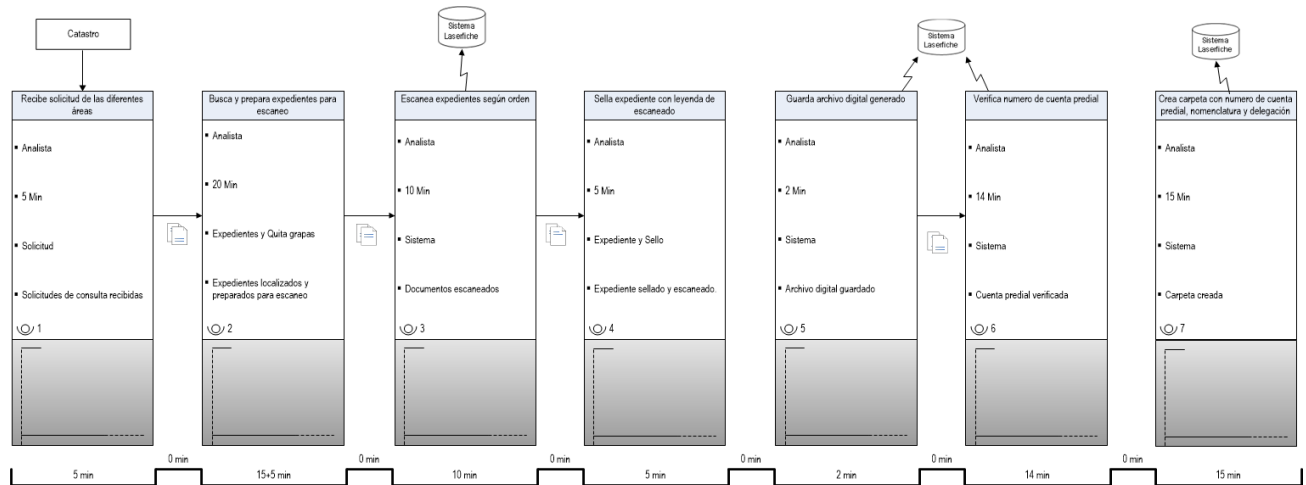 Catastro
Sistema
Laserfiche
Sistema
Laserfiche
Sistema
Laserfiche
Recibe solicitud de las diferentes
áreas
▪ Analista
▪ 5 Min
▪ Solicitud
▪ Solicitudes de consulta recibidas
1
Busca y prepara expedientes para
escaneo
▪ Analista
▪ 20 Min
▪ Expedientes y Quita grapas
▪ Expedientes localizados y
preparados para escaneo
2
Escanea expedientes según orden
▪ Analista
▪ 10 Min
▪ Sistema
▪ Documentos escaneados
3
Sella expediente con leyenda de
escaneado
▪ Analista
▪ 5 Min
▪ Expediente y Sello
▪ Expediente sellado y escaneado.
4
Guarda archivo digital generado
▪ Analista
▪ 2 Min
▪ Sistema
▪ Archivo digital guardado
5
Verifica numero de cuenta predial
▪ Analista
▪ 14 Min
▪ Sistema
▪ Cuenta predial verificada
6
Crea carpeta con numero de cuenta
predial, nomenclatura y delegación
▪ Analista
▪ 15 Min
▪ Sistema
▪ Carpeta creada
7
5 min
0 min
15+5 min
0 min
10 min
0 min
5 min
0 min
2 min
0 min
14 min
0 min
15 min